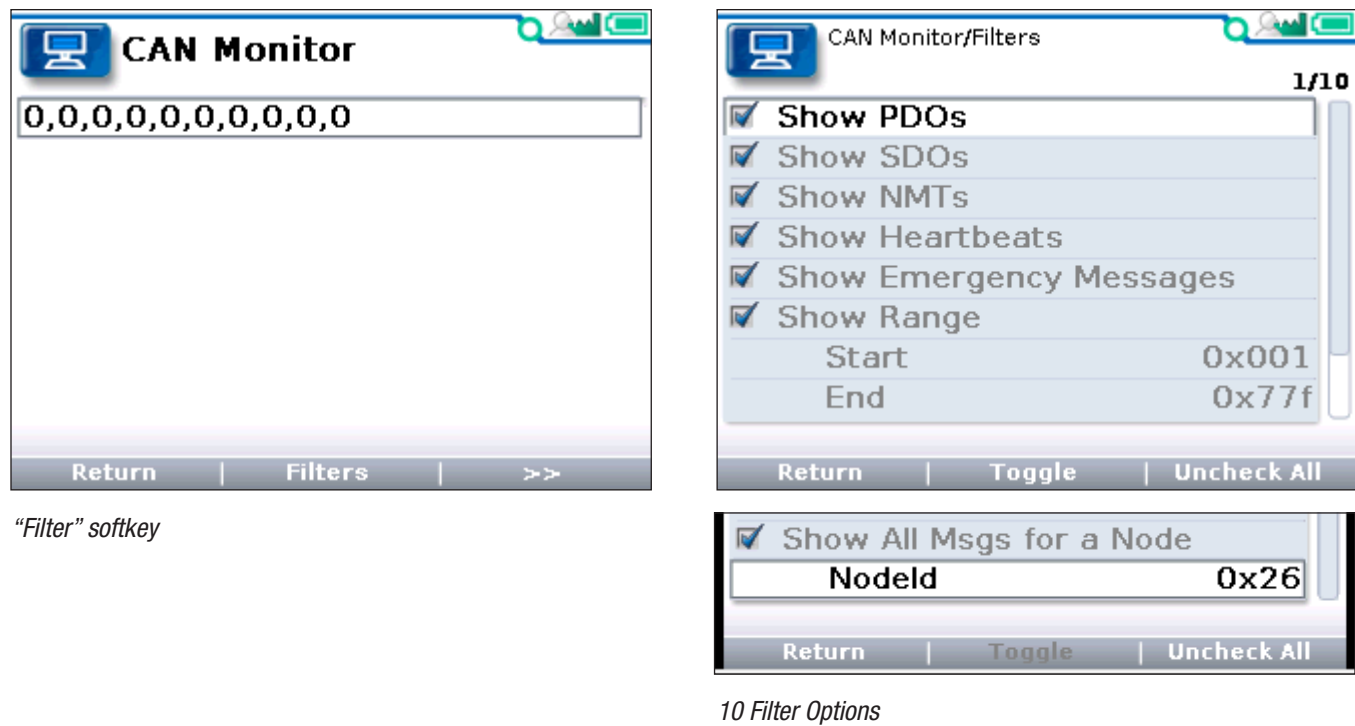 CAN Monitor
0,0,0,0,0,0,0,0,0,0
Return | Filters | >>
“Filter” softkey
CAN Monitor/Filters
1/10
Show PDOs
Show SDOs
Show NMTs
Show Heartbeats
Show Emergency Messages
Show Range
Start 0x001
End 0x77f
Return | Toggle | Uncheck All
Show All Msgs for a Node
NodeId 0x26
Return | Toggle | Uncheck All
10 Filter Options